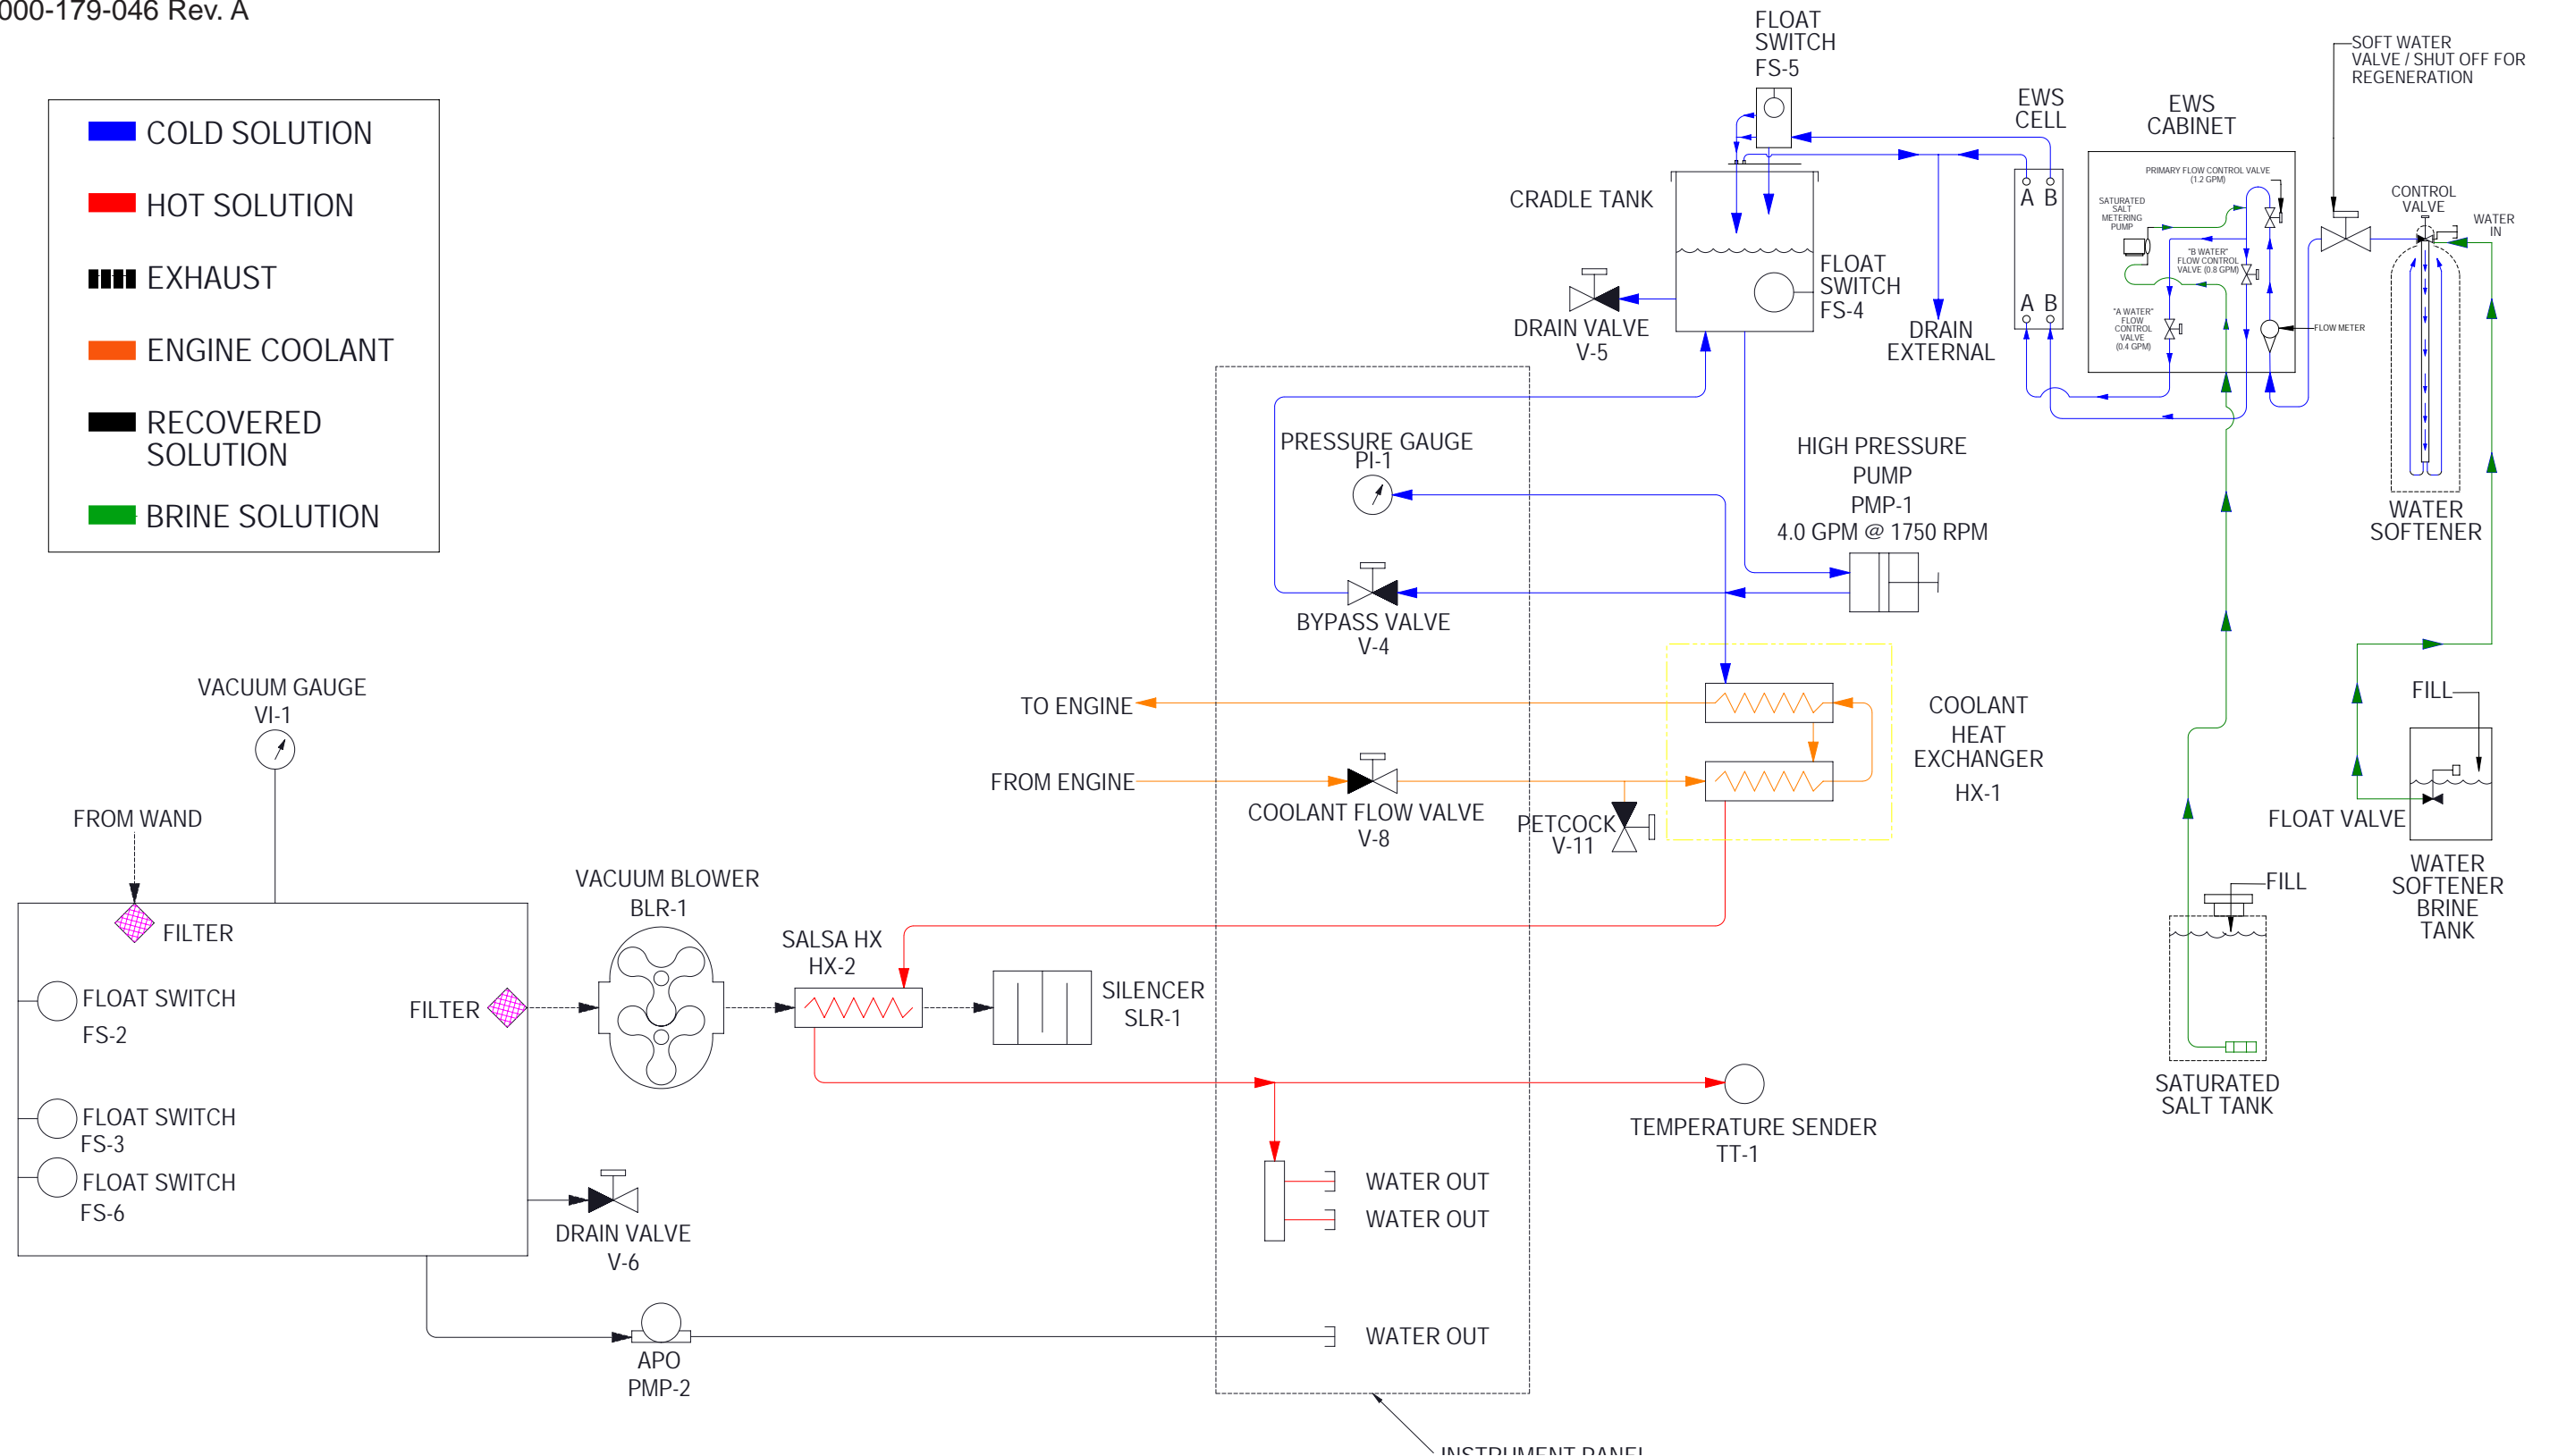 000-179-046 Rev. A
COLD SOLUTION
HOT SOLUTION
EXHAUST
ENGINE COOLANT
RECOVERED
SOLUTION
BRINE SOLUTION
FLOAT
SWITCH
FS-5
CRADLE TANK
FLOAT
SWITCH
FS-4
DRAIN VALVE
V-5
DRAIN
EXTERNAL
EWS
CELL
A B
A B
EWS
CABINET
PRIMARY FLOW CONTROL VALVE
(1.2 GPM)
SATURATED
SALT
METERING
PUMP
"B WATER"
FLOW CONTROL
VALVE (0.8 GPM)
"A WATER"
FLOW
CONTROL
VALVE
(0.4 GPM)
FLOW METER
SOFT WATER
VALVE / SHUT OFF FOR
REGENERATION
CONTROL
VALVE
WATER
IN
WATER
SOFTENER
PRESSURE GAUGE
PI-1
HIGH PRESSURE
PUMP
PMP-1
4.0 GPM @ 1750 RPM
BYPASS VALVE
V-4
TO ENGINE
FROM ENGINE
COOLANT FLOW VALVE
V-8
PETCOCK
V-11
COOLANT
HEAT
EXCHANGER
HX-1
FILL
FLOAT VALVE
WATER
SOFTENER
BRINE
TANK
FILL
SATURATED
SALT TANK
VACUUM GAUGE
VI-1
FROM WAND
FILTER
FLOAT SWITCH
FS-2
FLOAT SWITCH
FS-3
FLOAT SWITCH
FS-6
FILTER
VACUUM BLOWER
BLR-1
SALSA HX
HX-2
SILENCER
SLR-1
TEMPERATURE SENDER
TT-1
WATER OUT
WATER OUT
DRAIN VALVE
V-6
WATER OUT
APO
PMP-2
INSTRUMENT PANEL